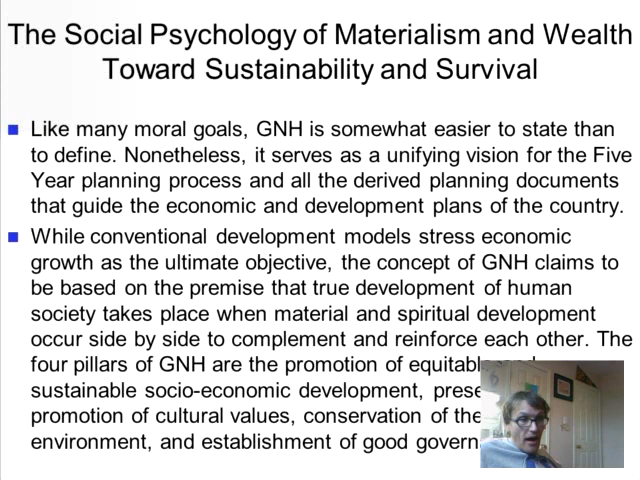 The Social Psychology of Materialism and Wealth
Toward Sustainability and Survival
Like many moral goals, GNH is somewhat easier to state than
to define. Nonetheless, it serves as a unifying vision for the Five
Year planning process and all the derived planning documents
that guide the economic and development plans of the country.
While conventional development models stress economic
growth as the ultimate objective, the concept of GNH claims to
be based on the premise that true development of human
society takes place when material and spiritual development
occur side by side to complement and reinforce each other. The
four pillars of GNH are the promotion of
sustainable socio-economic development,
promotion of cultural values, conservation of the
environment, and establishment of good